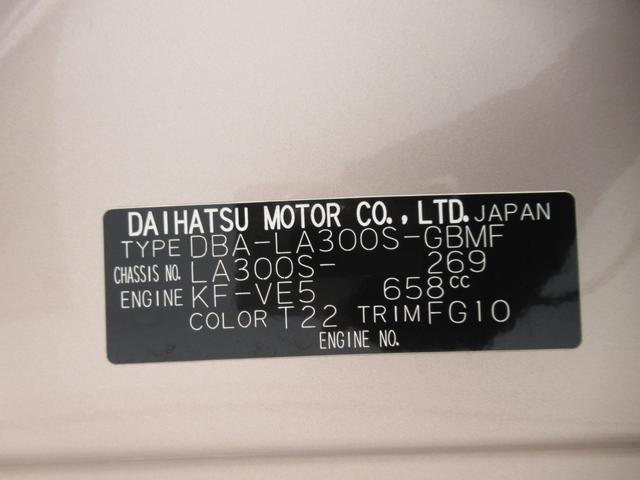 DAIHATSU MOTOR CO.,LTD. JAPAN
TYPE DBA-LA300S-GBMF
CHASSIS NO. LA300S- 269
ENGINE KF-VE5 658cc
COLOR T22 TRIM FG10
ENGINE NO.